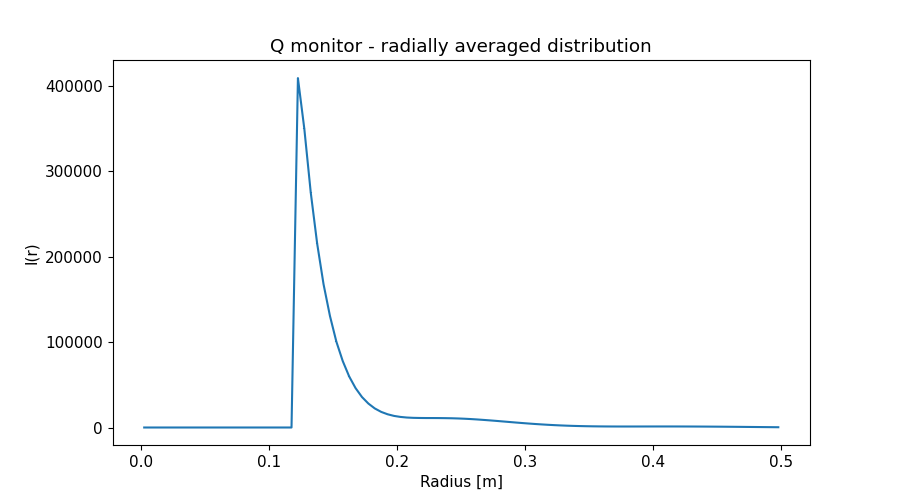 Q monitor - radially averaged distribution
400000
300000
200000
100000
0
I(r)
0.0 0.1 0.2 0.3 0.4 0.5
Radius [m]